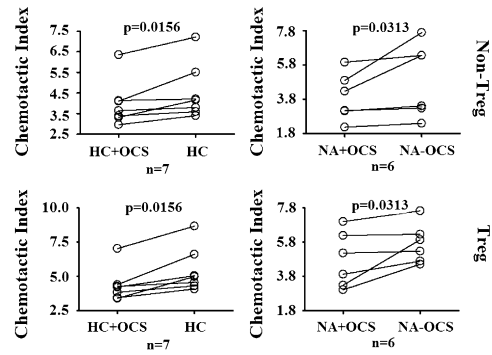 Chemotactic Index
7.5
6.5
5.5
4.5
3.5
2.5
p=0.0156
HC+OCS HC
n=7
Chemotactic Index
7.8
5.8
3.8
1.8
p=0.0313
NA+OCS NA-OCS
n=6
Non-Treg
Chemotactic Index
10.0
7.5
5.0
2.5
p=0.0156
HC+OCS HC
n=7
Chemotactic Index
7.8
5.8
3.8
1.8
p=0.0313
NA+OCS NA-OCS
n=6
Treg